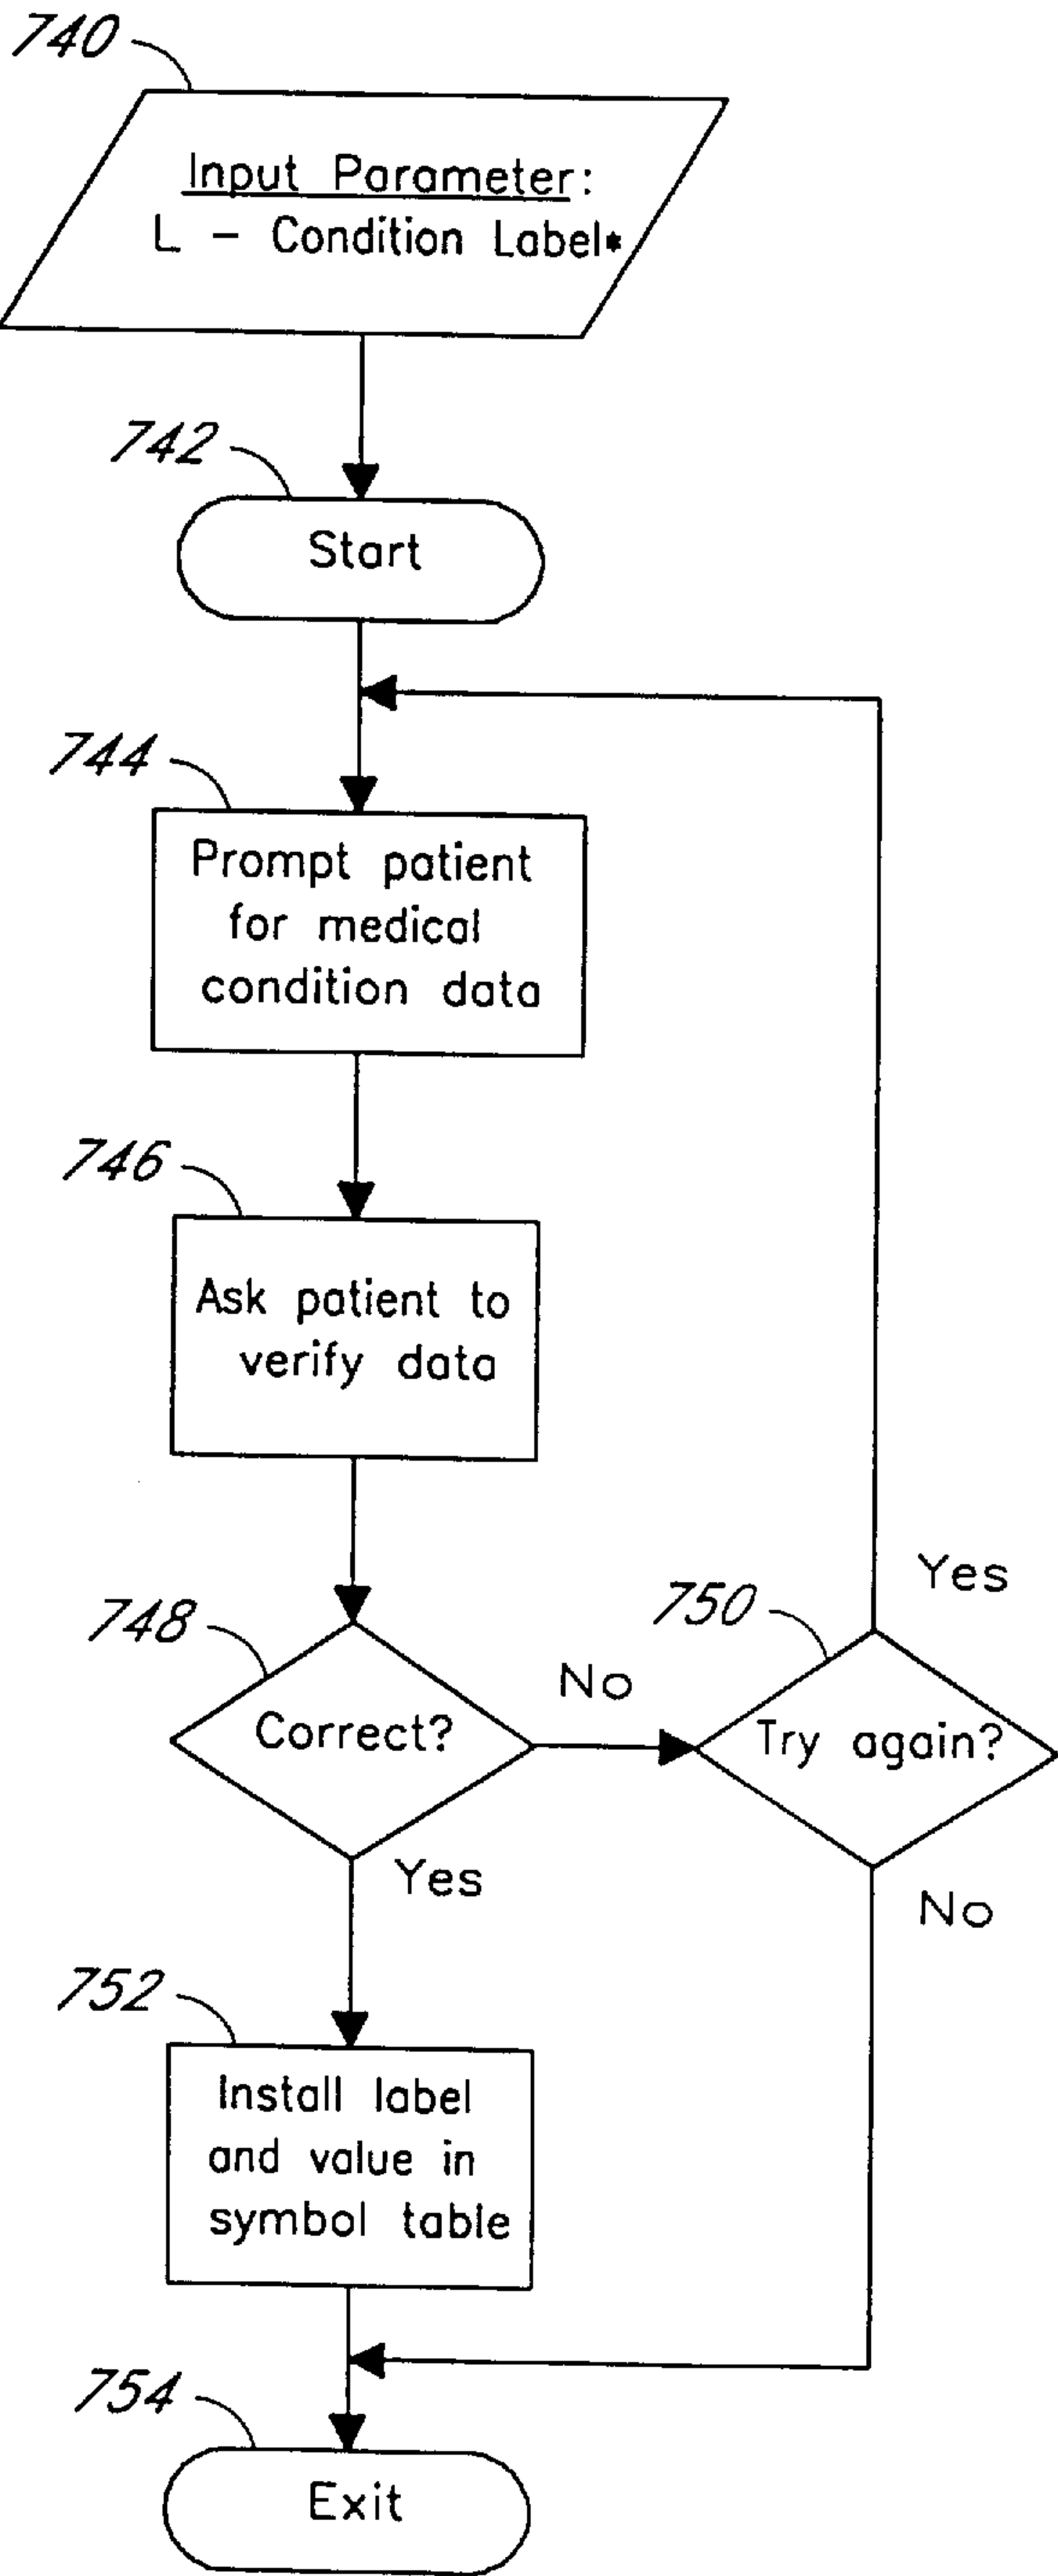 740
Input Parameter:
L - Condition Label*
742
Start
744
Prompt patient
for medical
condition data
746
Ask patient to
verify data
748
Correct?
No
750
Try again?
Yes
Yes
No
752
Install label
and value in
symbol table
754
Exit